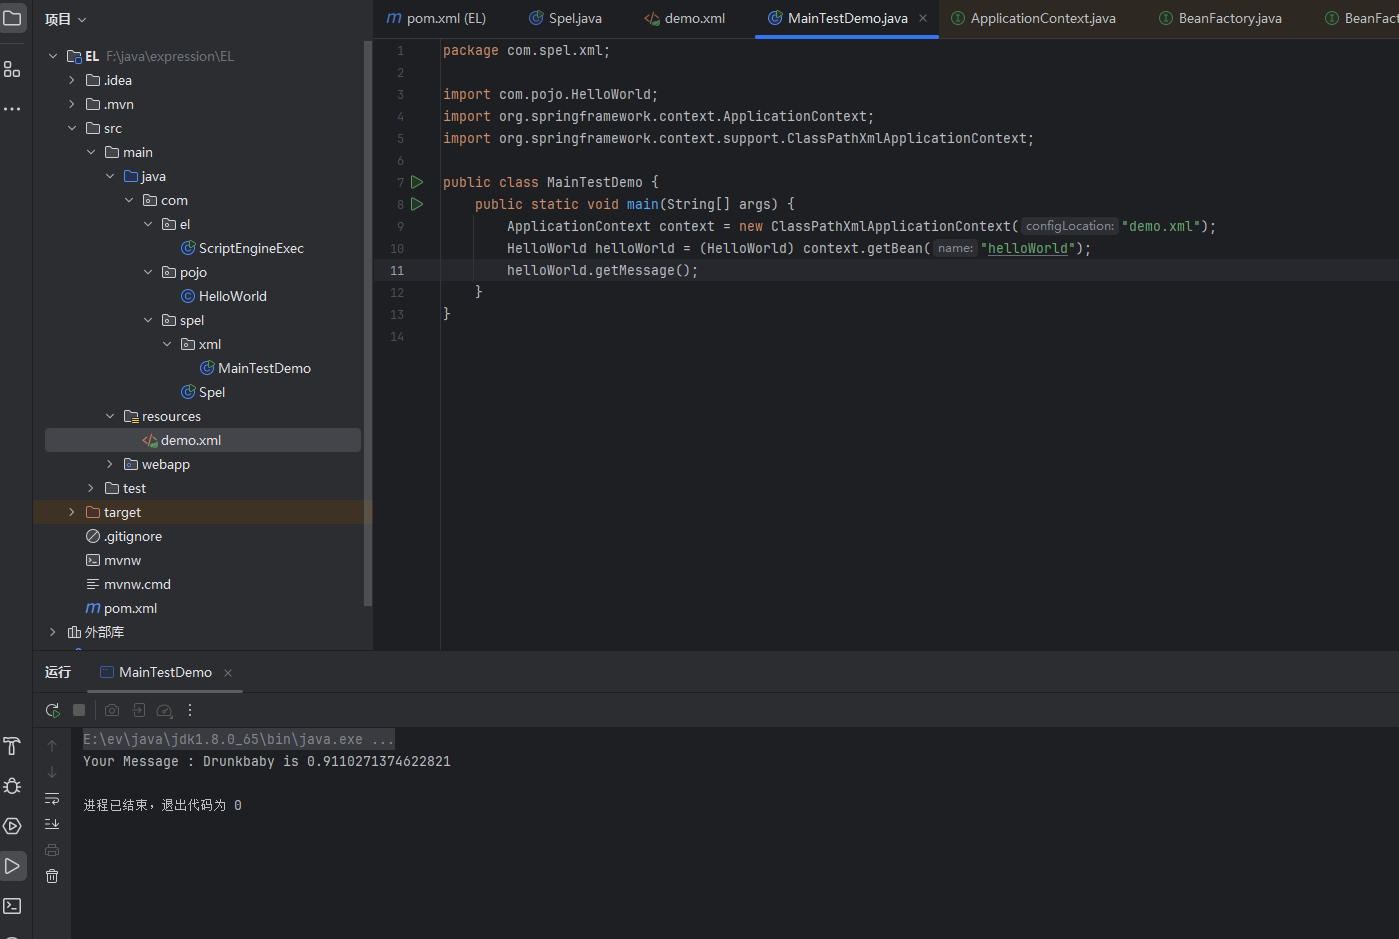 项目
pom.xml (EL)
Spel.java
demo.xml
MainTestDemo.java
ApplicationContext.java
BeanFactory.java
BeanFact
EL F:\java\expression\EL
.idea
.mvn
src
main
java
com
el
ScriptEngineExec
pojo
HelloWorld
spel
xml
MainTestDemo
Spel
resources
demo.xml
webapp
test
target
.gitignore
mvnw
mvnw.cmd
pom.xml
外部库
1 package com.spel.xml;
2
3 import com.pojo.HelloWorld;
4 import org.springframework.context.ApplicationContext;
5 import org.springframework.context.support.ClassPathXmlApplicationContext;
6
7 public class MainTestDemo {
8 public static void main(String[] args) {
9 ApplicationContext context = new ClassPathXmlApplicationContext( configLocation: "demo.xml");
10 HelloWorld helloWorld = (HelloWorld) context.getBean( name: "helloWorld");
11 helloWorld.getMessage();
12 }
13 }
14
运行 MainTestDemo
E:\ev\java\jdk1.8.0_65\bin\java.exe ...
Your Message : Drunkbaby is 0.9110271374622821
进程已结束，退出代码为 0